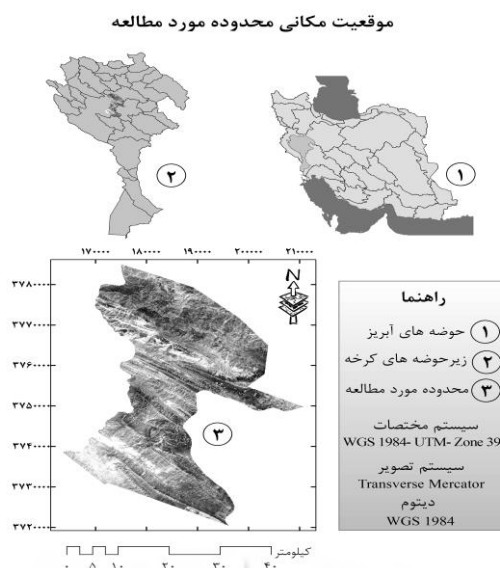 موقعیت مکانی محدوده مورد مطالعه
۲
۱
۱۷۰۰۰۰ ۱۸۰۰۰۰ ۱۹۰۰۰۰ ۲۰۰۰۰۰ ۲۱۰۰۰۰
N
۳۷۸۰۰۰۰
۳۷۷۰۰۰۰
۳۷۶۰۰۰۰
۳۷۵۰۰۰۰
۳۷۴۰۰۰۰
۳۷۳۰۰۰۰
۳۷۲۰۰۰۰
۳
راهنما
۱ حوضه های آبریز
۲ زیرحوضه های کرخه
۳ محدوده مورد مطالعه
سیستم مختصات
WGS 1984- UTM- Zone 39
سیستم تصویر
Transverse Mercator
دیتوم
WGS 1984
کیلومتر
۰ ۵ ۱۰ ۲۰ ۳۰ ۴۰